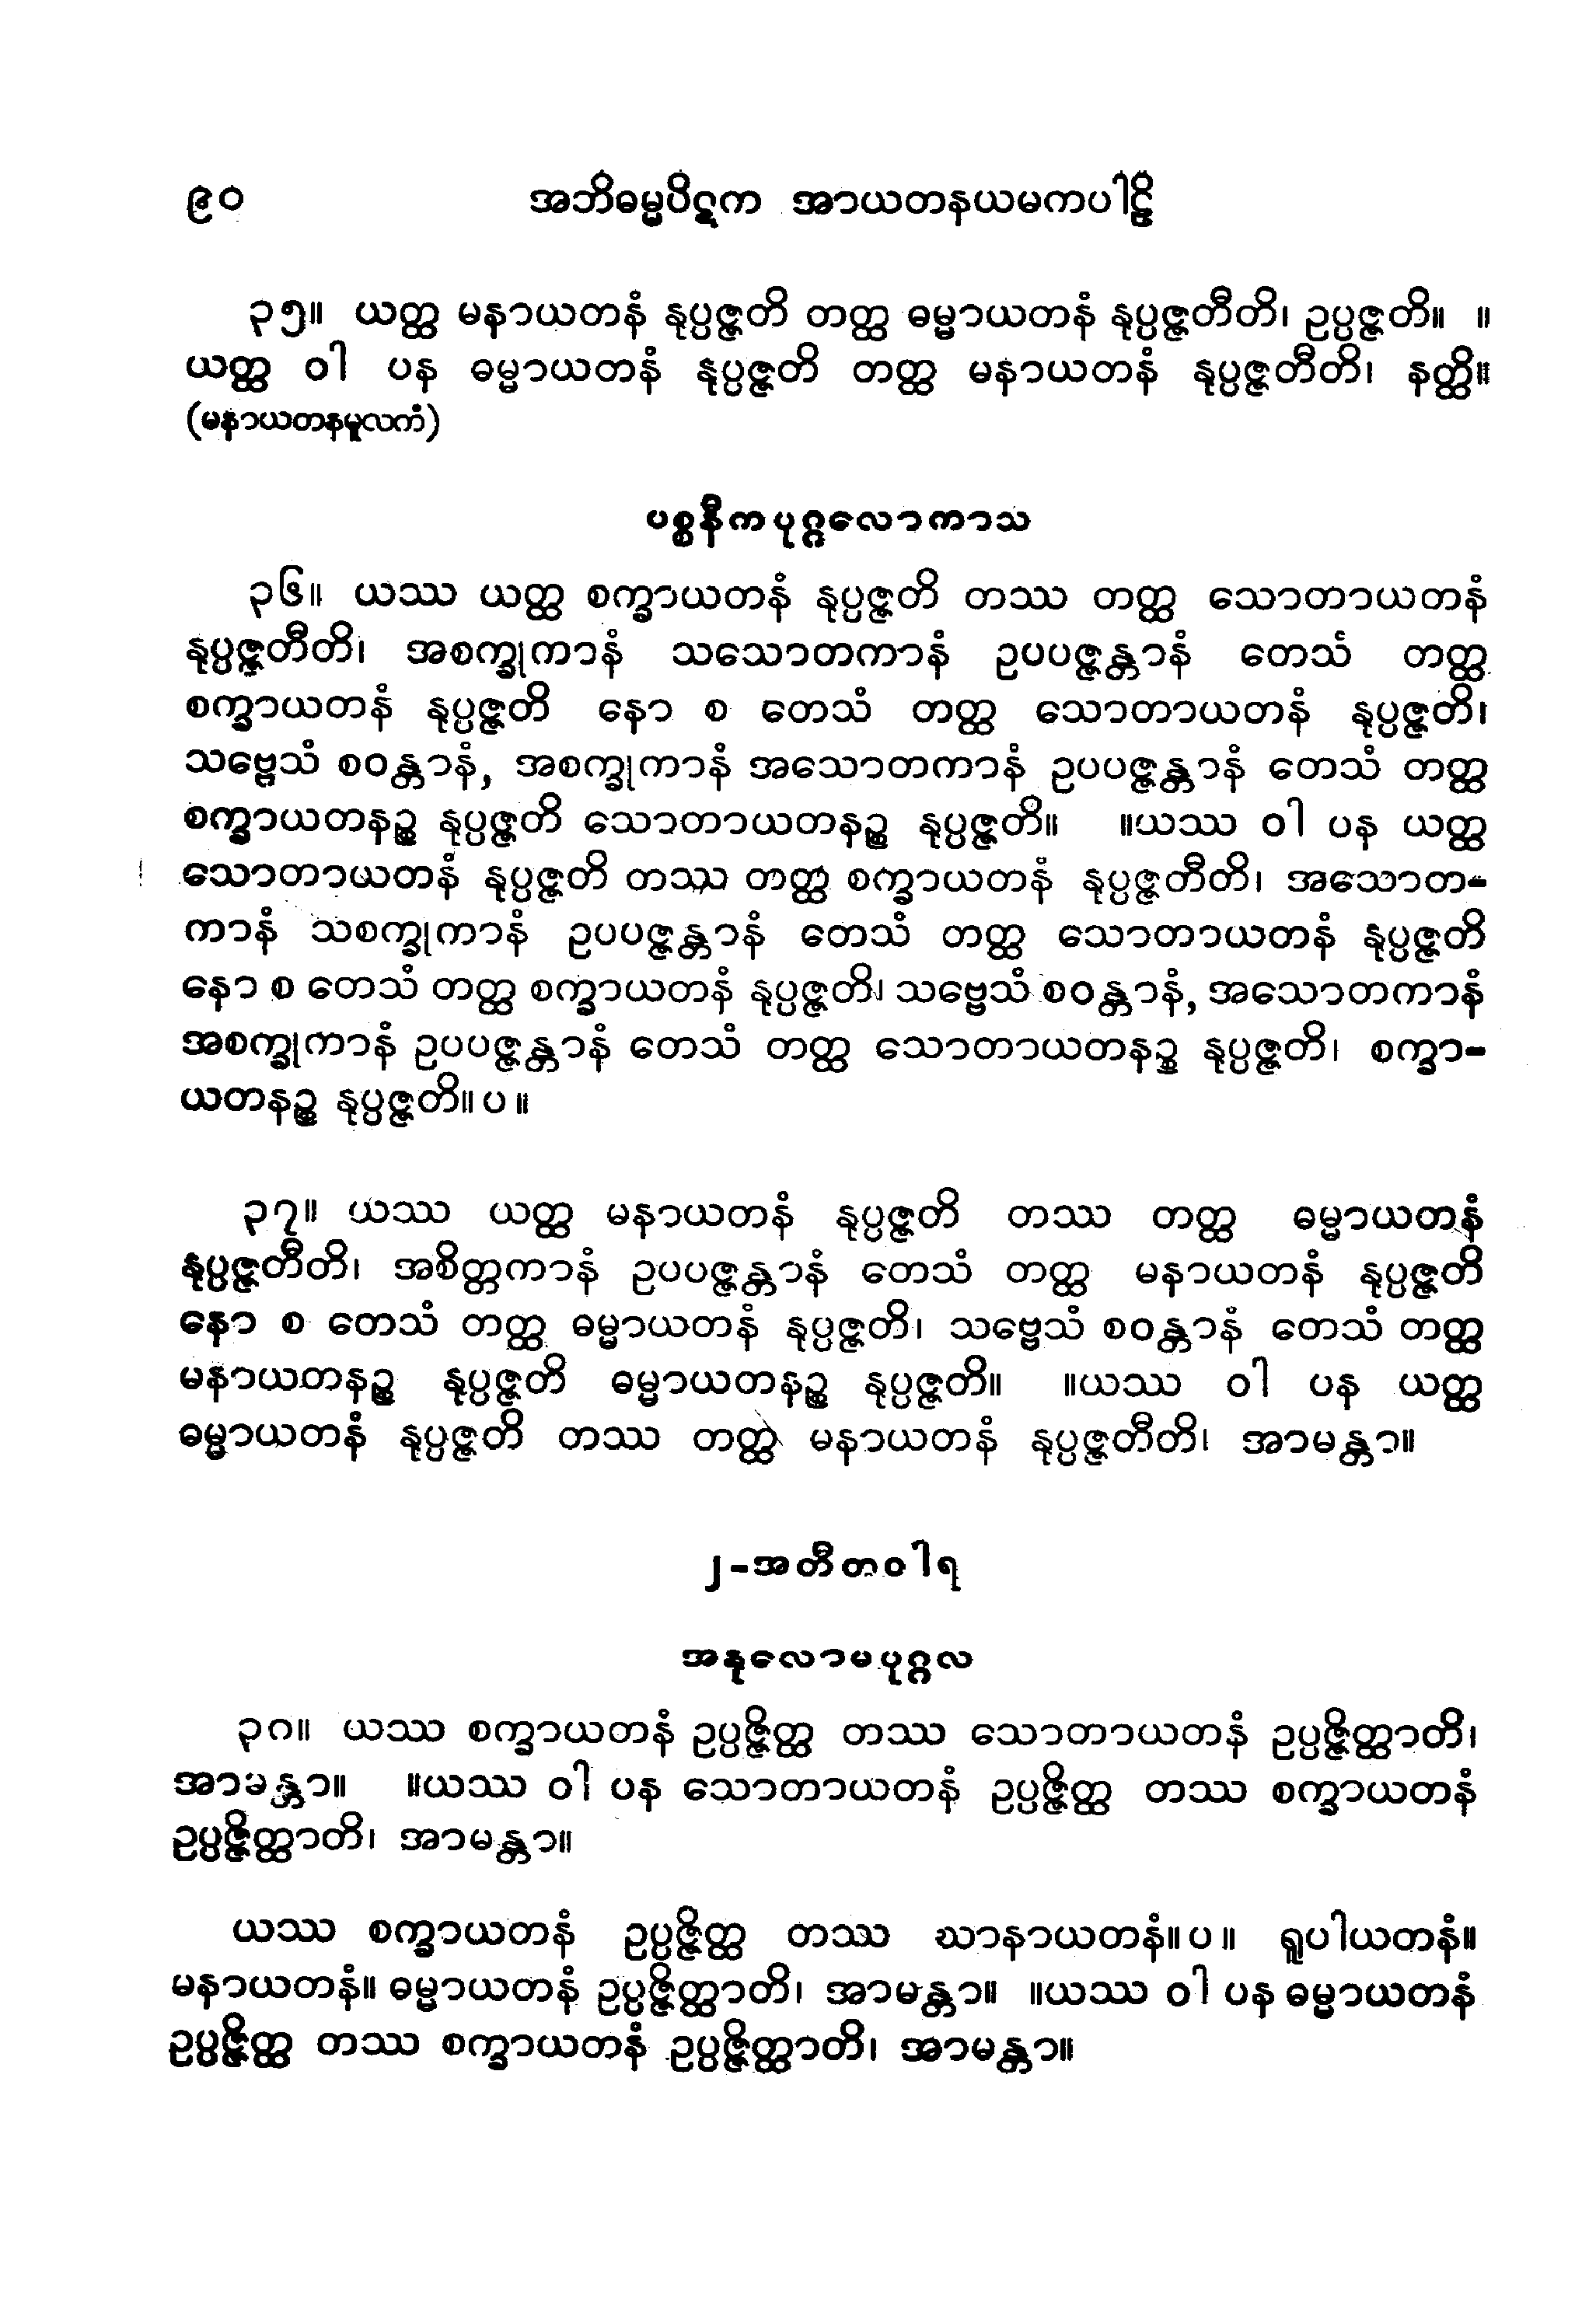 ၉၀ အဘိဓမ္မပိဋက အာယတနယမကပါဠိ
၃၅။ ယတ္ထ မနာယတနံ နုပ္ပဇ္ဇတိ တတ္ထ ဓမ္မာယတနံ နုပ္ပဇ္ဇတီတိ၊ ဥပ္ပဇ္ဇတိ။ ။
ယတ္ထ ဝါ ပန ဓမ္မာယတနံ နုပ္ပဇ္ဇတိ တတ္ထ မနာယတနံ နုပ္ပဇ္ဇတီတိ၊ နတ္ထိ။
(မနာယတနမူလကံ)
ပစ္စနီကပုဂ္ဂလောကာသ
၃၆။ ယဿ ယတ္ထ စက္ခာယတနံ နုပ္ပဇ္ဇတိ တဿ တတ္ထ သောတာယတနံ
နုပ္ပဇ္ဇတီတိ၊ အစက္ခုကာနံ သသောတကာနံ ဥပပဇ္ဇန္တာနံ တေသံ တတ္ထ
စက္ခာယတနံ နုပ္ပဇ္ဇတိ နော စ တေသံ တတ္ထ သောတာယတနံ နုပ္ပဇ္ဇတိ၊
သဗ္ဗေသံ စဝန္တာနံ, အစက္ခုကာနံ အသောတကာနံ ဥပပဇ္ဇန္တာနံ တေသံ တတ္ထ
စက္ခာယတနဉ္စ နုပ္ပဇ္ဇတိ သောတာယတနဉ္စ နုပ္ပဇ္ဇတိ။ ။ယဿ ဝါ ပန ယတ္ထ
သောတာယတနံ နုပ္ပဇ္ဇတိ တဿ တတ္ထ စက္ခာယတနံ နုပ္ပဇ္ဇတီတိ၊ အသောတ-
ကာနံ သစက္ခုကာနံ ဥပပဇ္ဇန္တာနံ တေသံ တတ္ထ သောတာယတနံ နုပ္ပဇ္ဇတိ
နော စ တေသံ တတ္ထ စက္ခာယတနံ နုပ္ပဇ္ဇတိ၊ သဗ္ဗေသံ စဝန္တာနံ, အသောတကာနံ
အစက္ခုကာနံ ဥပပဇ္ဇန္တာနံ တေသံ တတ္ထ သောတာယတနဉ္စ နုပ္ပဇ္ဇတိ၊ စက္ခာ-
ယတနဉ္စ နုပ္ပဇ္ဇတိ။ပ။
၃၇။ ယဿ ယတ္ထ မနာယတနံ နုပ္ပဇ္ဇတိ တဿ တတ္ထ ဓမ္မာယတနံ
နုပ္ပဇ္ဇတီတိ၊ အစိတ္တကာနံ ဥပပဇ္ဇန္တာနံ တေသံ တတ္ထ မနာယတနံ နုပ္ပဇ္ဇတိ
နော စ တေသံ တတ္ထ ဓမ္မာယတနံ နုပ္ပဇ္ဇတိ၊ သဗ္ဗေသံ စဝန္တာနံ တေသံ တတ္ထ
မနာယတနဉ္စ နုပ္ပဇ္ဇတိ ဓမ္မာယတနဉ္စ နုပ္ပဇ္ဇတိ။ ။ယဿ ဝါ ပန ယတ္ထ
ဓမ္မာယတနံ နုပ္ပဇ္ဇတိ တဿ တတ္ထ မနာယတနံ နုပ္ပဇ္ဇတီတိ၊ အာမန္တာ။
၂-အတီတဝါရ
အနုလောမပုဂ္ဂလ
၃၈။ ယဿ စက္ခာယတနံ ဥပ္ပဇ္ဇိတ္ထ တဿ သောတာယတနံ ဥပ္ပဇ္ဇိတ္ထာတိ၊
အာမန္တာ။ ။ယဿ ဝါ ပန သောတာယတနံ ဥပ္ပဇ္ဇိတ္ထ တဿ စက္ခာယတနံ
ဥပ္ပဇ္ဇိတ္ထာတိ၊ အာမန္တာ။
ယဿ စက္ခာယတနံ ဥပ္ပဇ္ဇိတ္ထ တဿ ဃာနာယတနံ။ပ။ ရူပါယတနံ။
မနာယတနံ။ ဓမ္မာယတနံ ဥပ္ပဇ္ဇိတ္ထာတိ၊ အာမန္တာ။ ။ယဿ ဝါ ပန ဓမ္မာယတနံ
ဥပ္ပဇ္ဇိတ္ထ တဿ စက္ခာယတနံ ဥပ္ပဇ္ဇိတ္ထာတိ၊ အာမန္တာ။